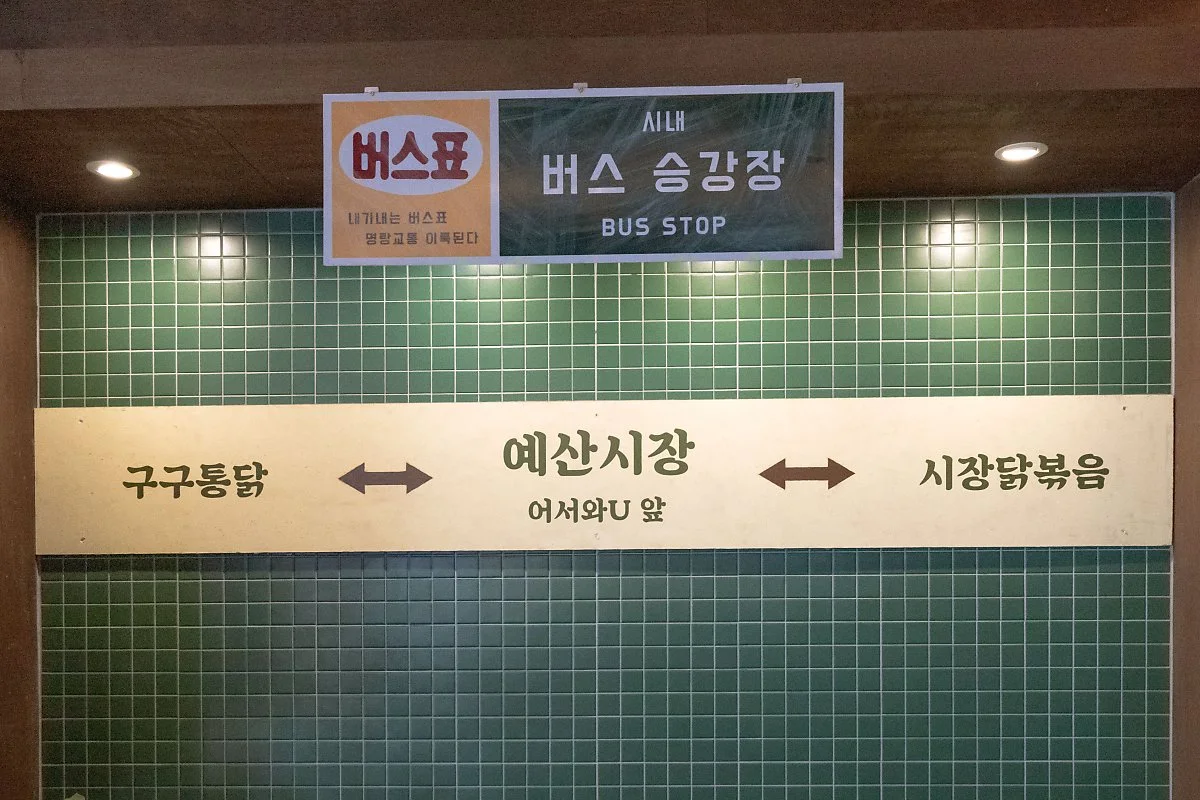 버스표
내가내는 버스표
명랑교통 이룩된다
시내
버스 승강장
BUS STOP
구구통닭
예산시장
어서와U 앞
시장닭볶음